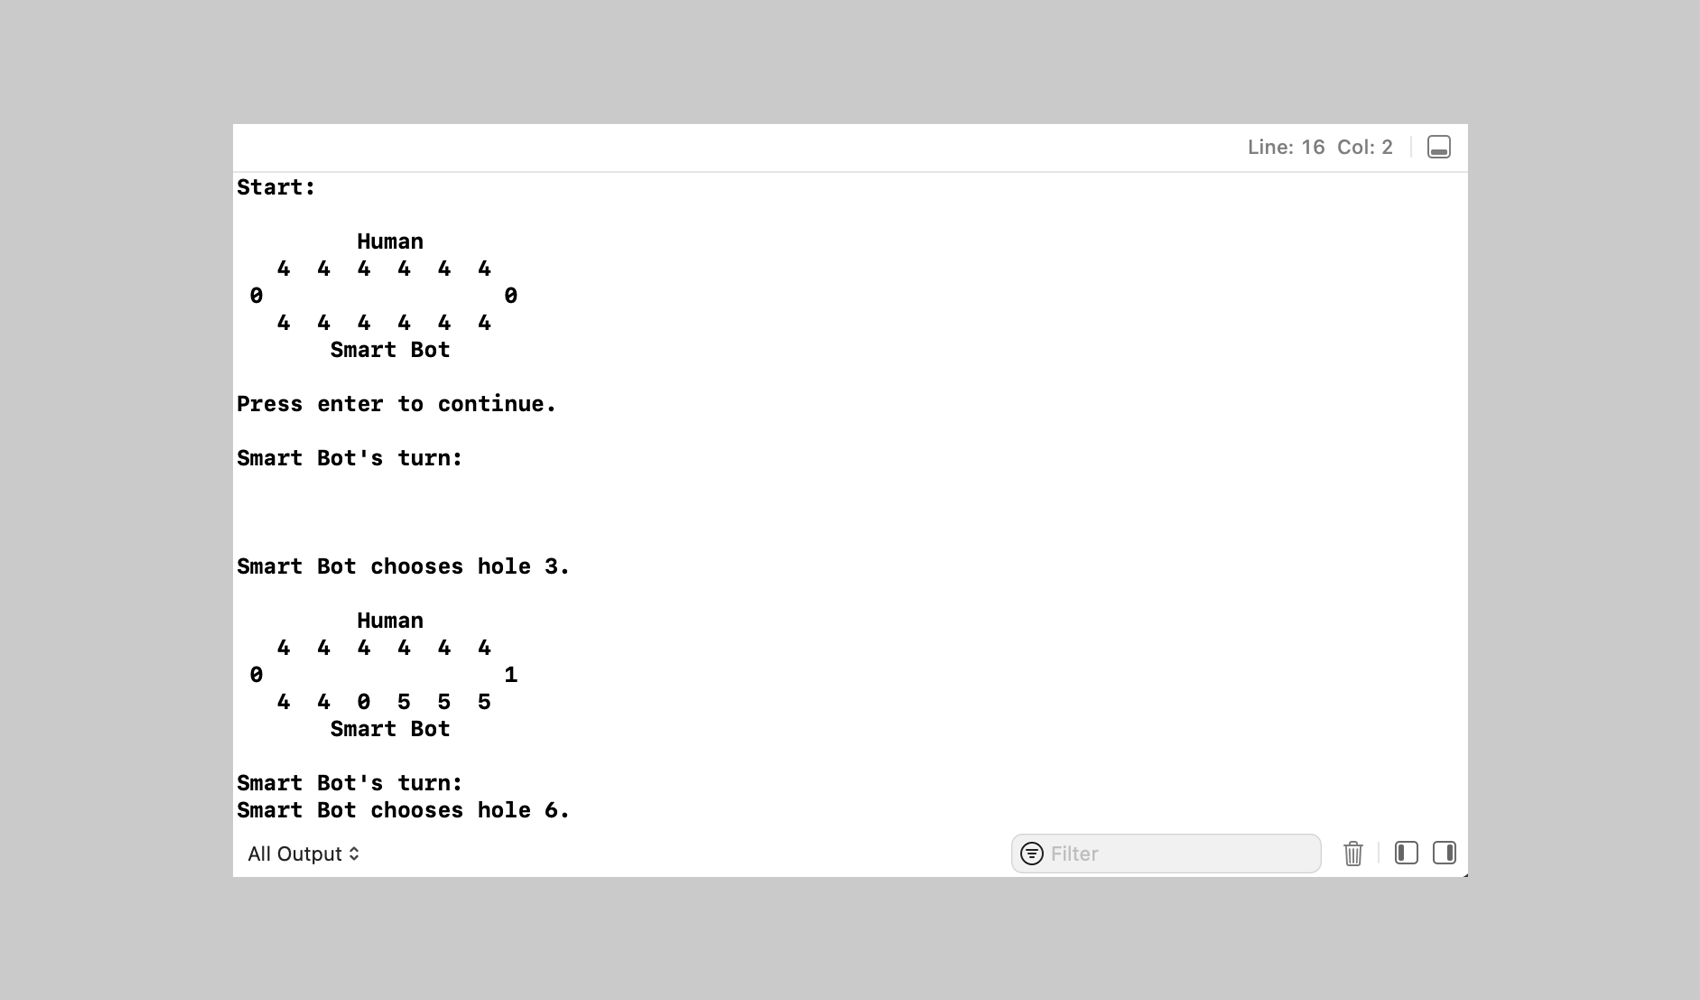 Line: 16 Col: 2
Start:
Human
4 4 4 4 4 4
0 0
4 4 4 4 4 4
Smart Bot
Press enter to continue.
Smart Bot's turn:
Smart Bot chooses hole 3.
Human
4 4 4 4 4 4
0 1
4 4 0 5 5 5
Smart Bot
Smart Bot's turn:
Smart Bot chooses hole 6.
All Output Filter